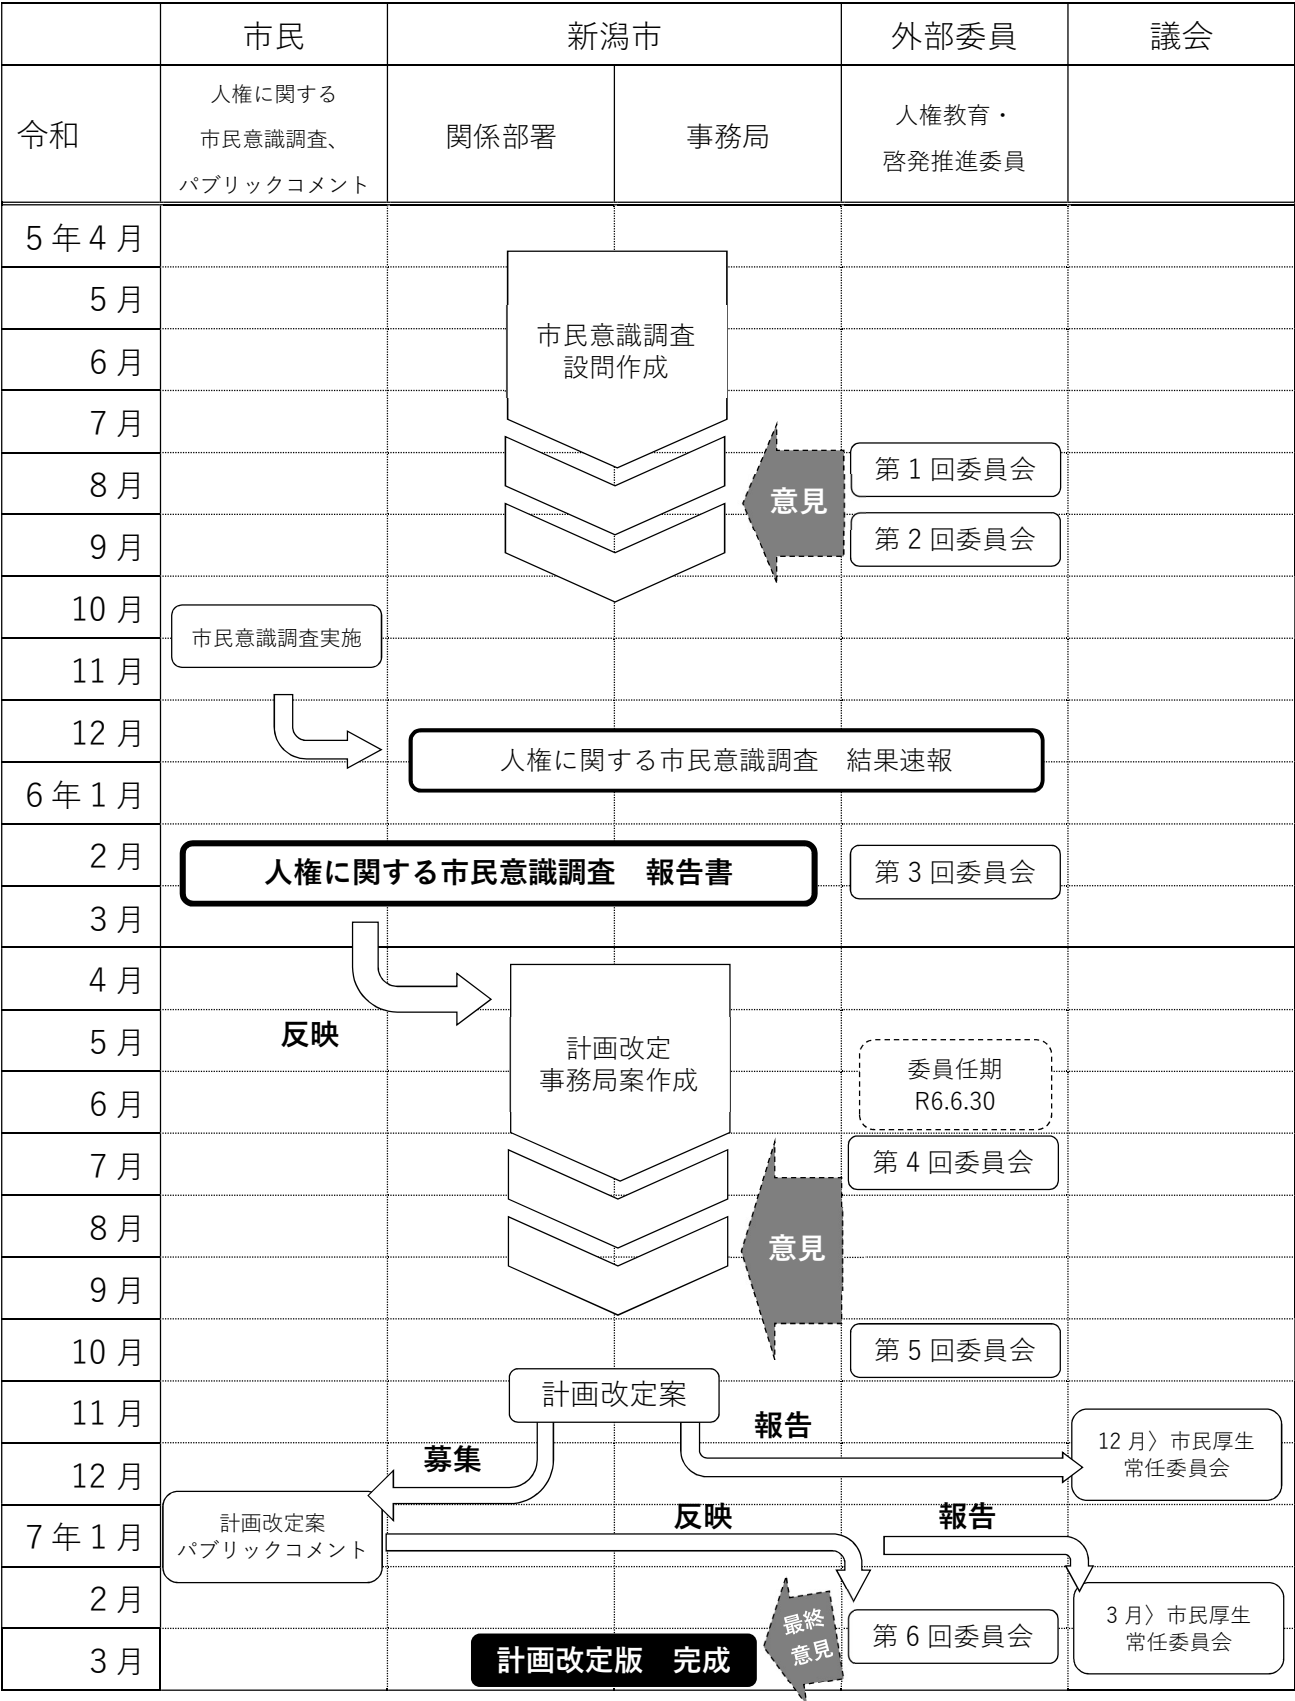 市民
新潟市
外部委員
議会
令和
人権に関する
市民意識調査、
パブリックコメント
関係部署
事務局
人権教育・
啓発推進委員
5年4月
5月
市民意識調査
設問作成
6月
7月
第1回委員会
8月
意見
第2回委員会
9月
10月
市民意識調査実施
11月
12月
人権に関する市民意識調査　結果速報
6年1月
2月
人権に関する市民意識調査　報告書
第3回委員会
3月
4月
反映
5月
計画改定
事務局案作成
委員任期
R6.6.30
6月
7月
第4回委員会
8月
意見
9月
10月
第5回委員会
計画改定案
11月
報告
12月〉市民厚生
常任委員会
募集
12月
反映
報告
7年1月
計画改定案
パブリックコメント
2月
最終
意見
第6回委員会
3月〉市民厚生
常任委員会
3月
計画改定版　完成